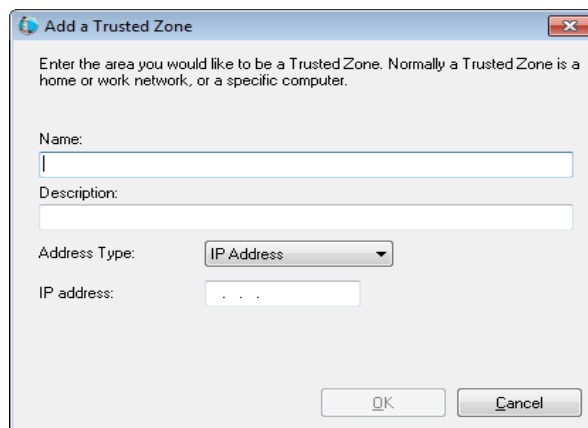 Add a Trusted Zone
Enter the area you would like to be a Trusted Zone. Normally a Trusted Zone is a
home or work network, or a specific computer.
Name:
Description:
Address Type: IP Address
IP address: . . .
OK Cancel